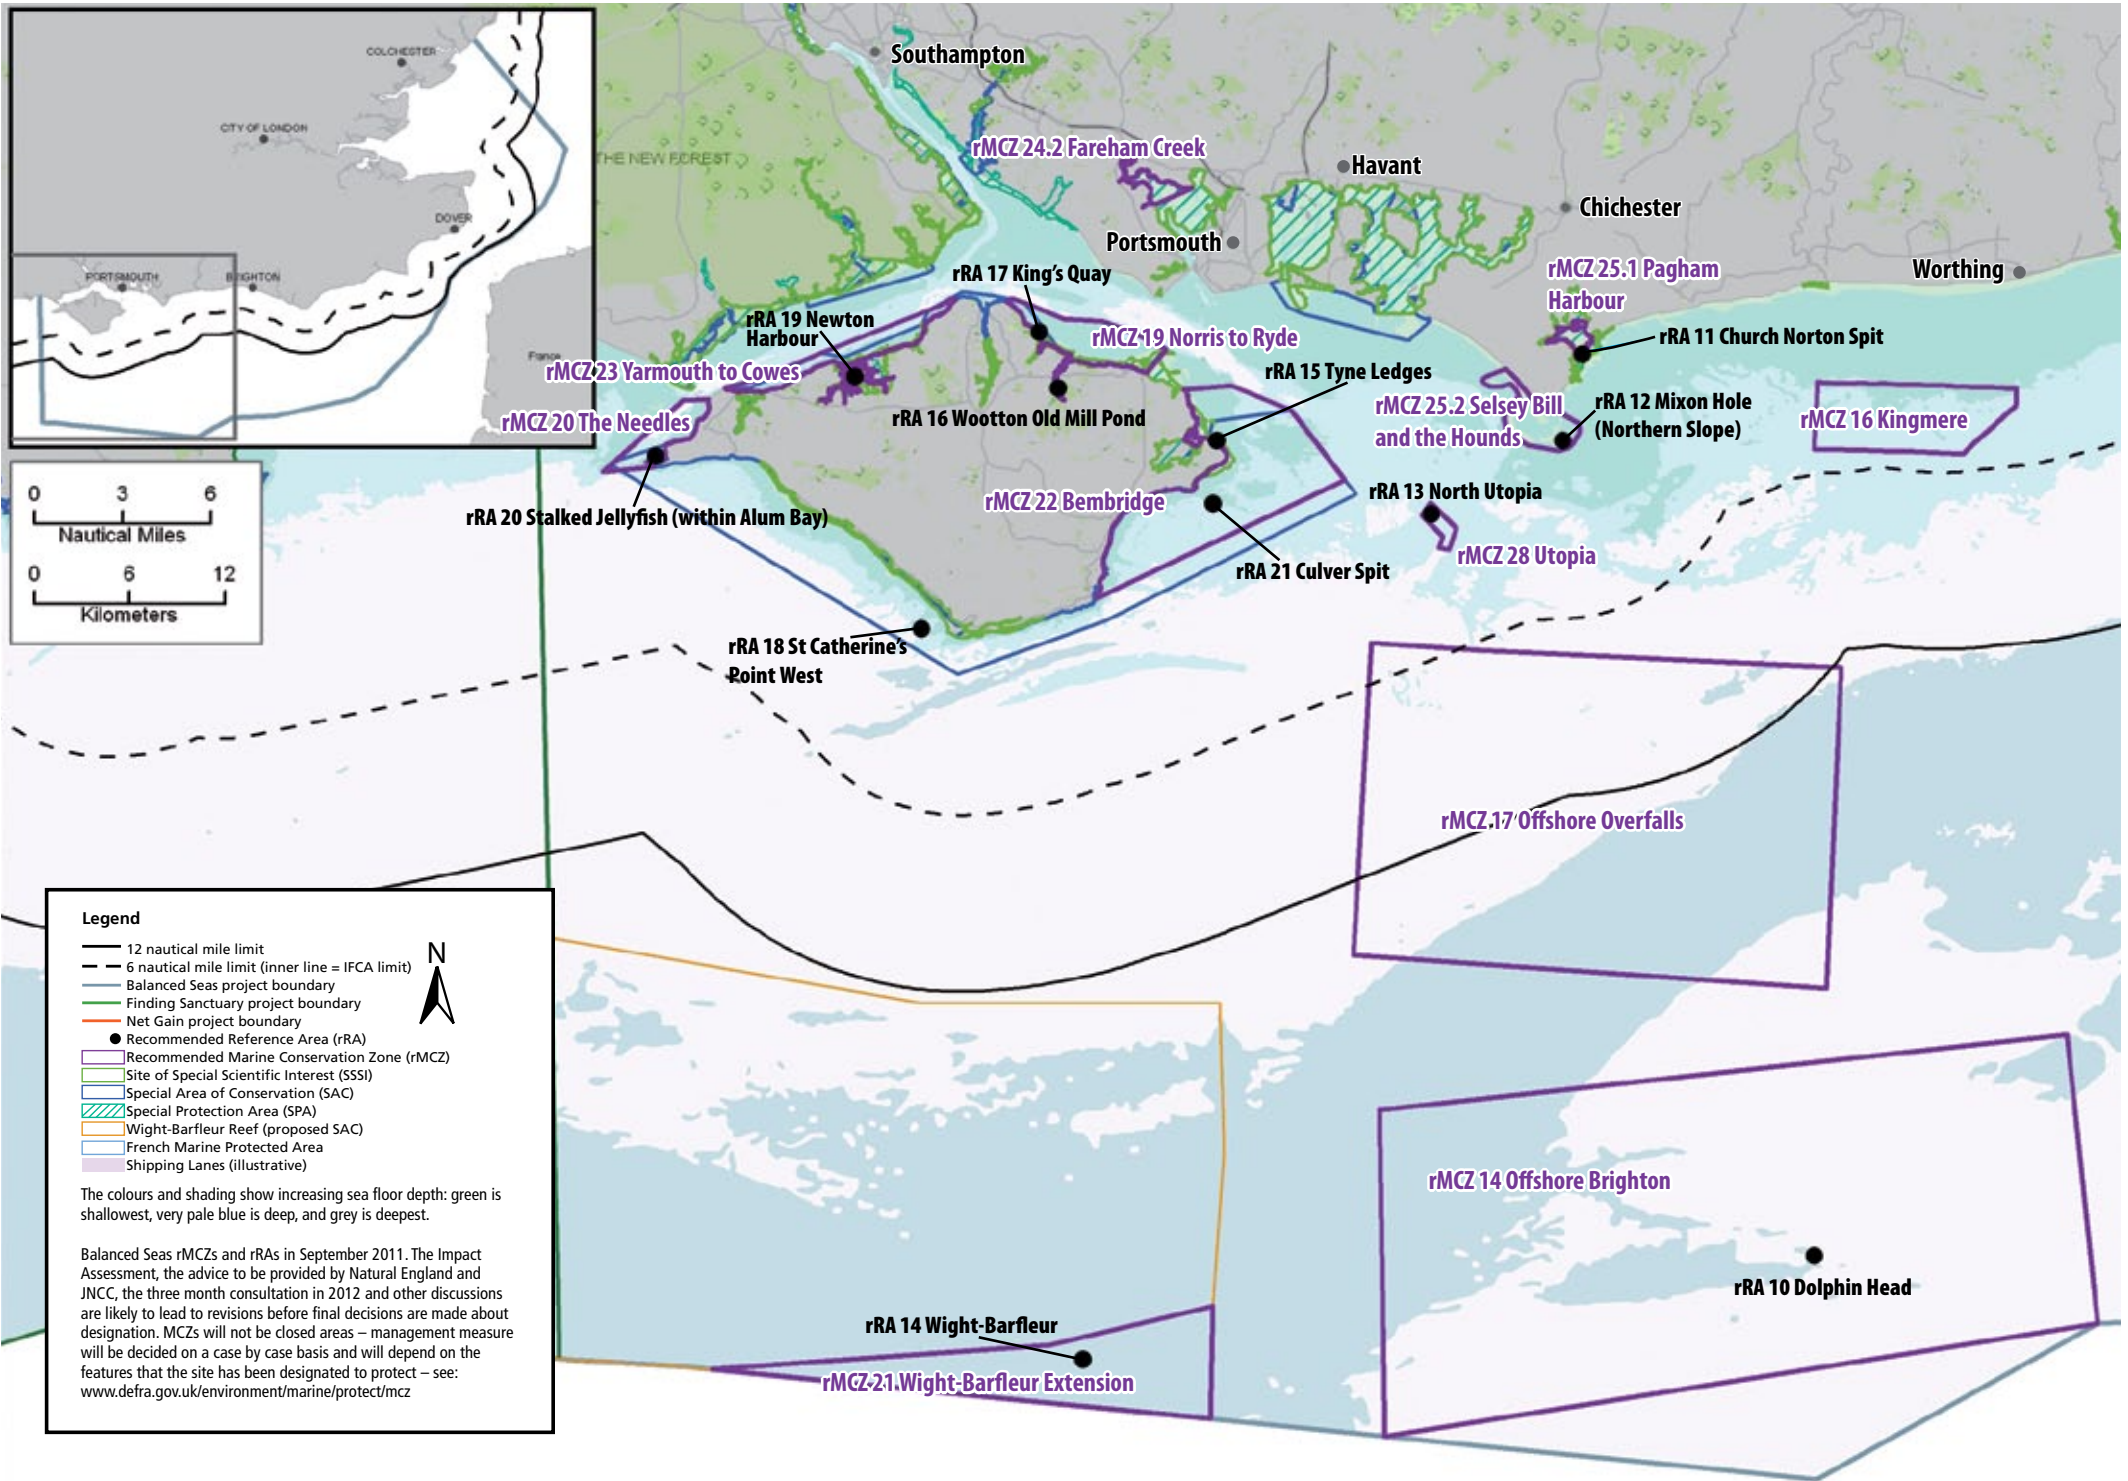 COLCHESTER
CITY OF LONDON
DOVER
PORTSMOUTH
BRIGHTON
France
Southampton
THE NEW FOREST
rMCZ 24.2 Fareham Creek
Havant
Chichester
Portsmouth
rMCZ 25.1 Pagham
Harbour
Worthing
rRA 17 King's Quay
rRA 19 Newton
Harbour
rMCZ 19 Norris to Ryde
rRA 11 Church Norton Spit
rMCZ 23 Yarmouth to Cowes
rRA 15 Tyne Ledges
rMCZ 20 The Needles
rRA 16 Wootton Old Mill Pond
rMCZ 25.2 Selsey Bill
and the Hounds
rRA 12 Mixon Hole
(Northern Slope)
rMCZ 16 Kingmere
rRA 20 Stalked Jellyfish (within Alum Bay)
rMCZ 22 Bembridge
rRA 13 North Utopia
rMCZ 28 Utopia
rRA 21 Culver Spit
0 3 6
Nautical Miles
0 6 12
Kilometers
rRA 18 St Catherine's
Point West
rMCZ 17 Offshore Overfalls
rMCZ 14 Offshore Brighton
rRA 10 Dolphin Head
rRA 14 Wight-Barfleur
rMCZ 21 Wight-Barfleur Extension
Legend
N
12 nautical mile limit
6 nautical mile limit (inner line = IFCA limit)
Balanced Seas project boundary
Finding Sanctuary project boundary
Net Gain project boundary
Recommended Reference Area (rRA)
Recommended Marine Conservation Zone (rMCZ)
Site of Special Scientific Interest (SSSI)
Special Area of Conservation (SAC)
Special Protection Area (SPA)
Wight-Barfleur Reef (proposed SAC)
French Marine Protected Area
Shipping Lanes (illustrative)
The colours and shading show increasing sea floor depth: green is
shallowest, very pale blue is deep, and grey is deepest.
Balanced Seas rMCZs and rRAs in September 2011. The Impact
Assessment, the advice to be provided by Natural England and
JNCC, the three month consultation in 2012 and other discussions
are likely to lead to revisions before final decisions are made about
designation. MCZs will not be closed areas – management measure
will be decided on a case by case basis and will depend on the
features that the site has been designated to protect – see:
www.defra.gov.uk/environment/marine/protect/mcz